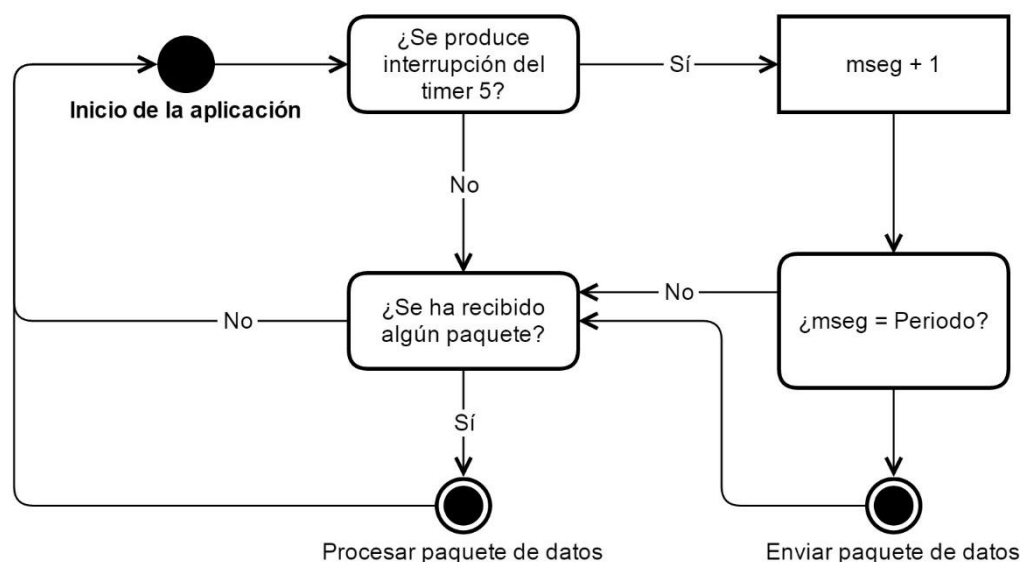 ¿Se produce
interrupción del
timer 5?
Sí
mseg + 1
Inicio de la aplicación
No
¿Se ha recibido
algún paquete?
No
¿mseg = Periodo?
No
Sí
Procesar paquete de datos
Enviar paquete de datos